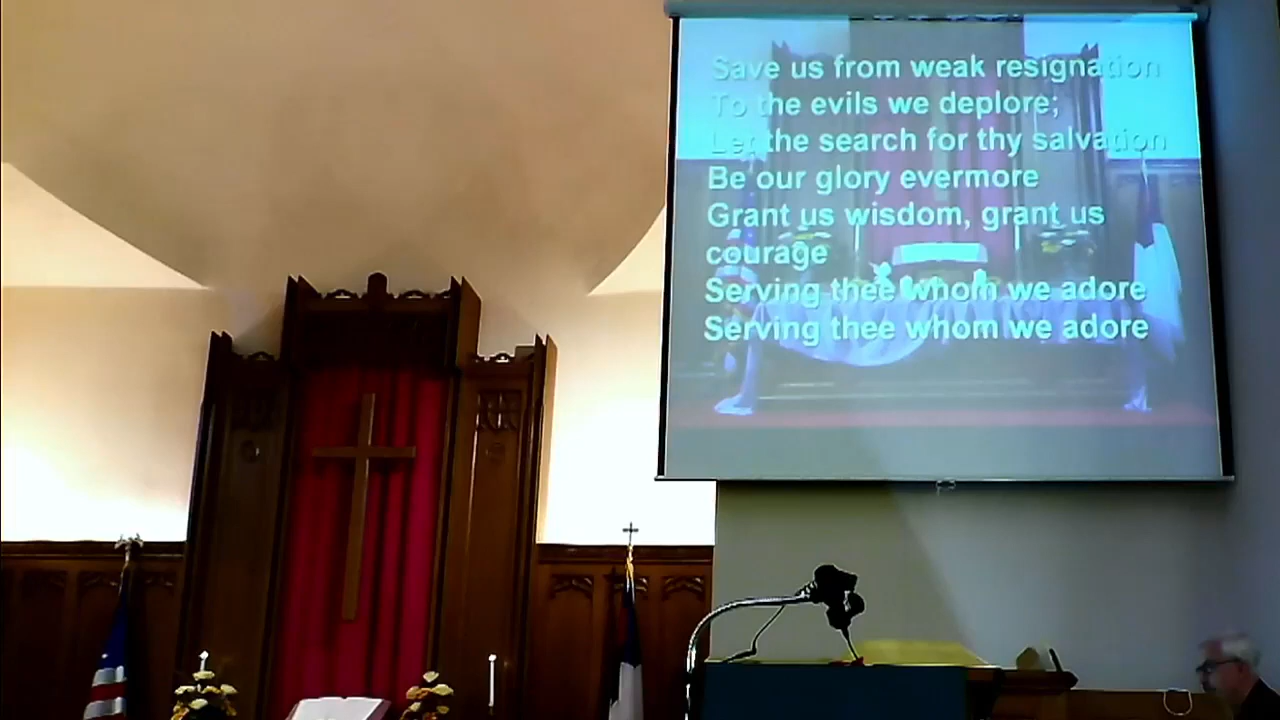 Save us from weak resignation
To the evils we deplore;
Let the search for thy salvation
Be our glory evermore
Grant us wisdom, grant us
courage
Serving thee whom we adore
Serving thee whom we adore